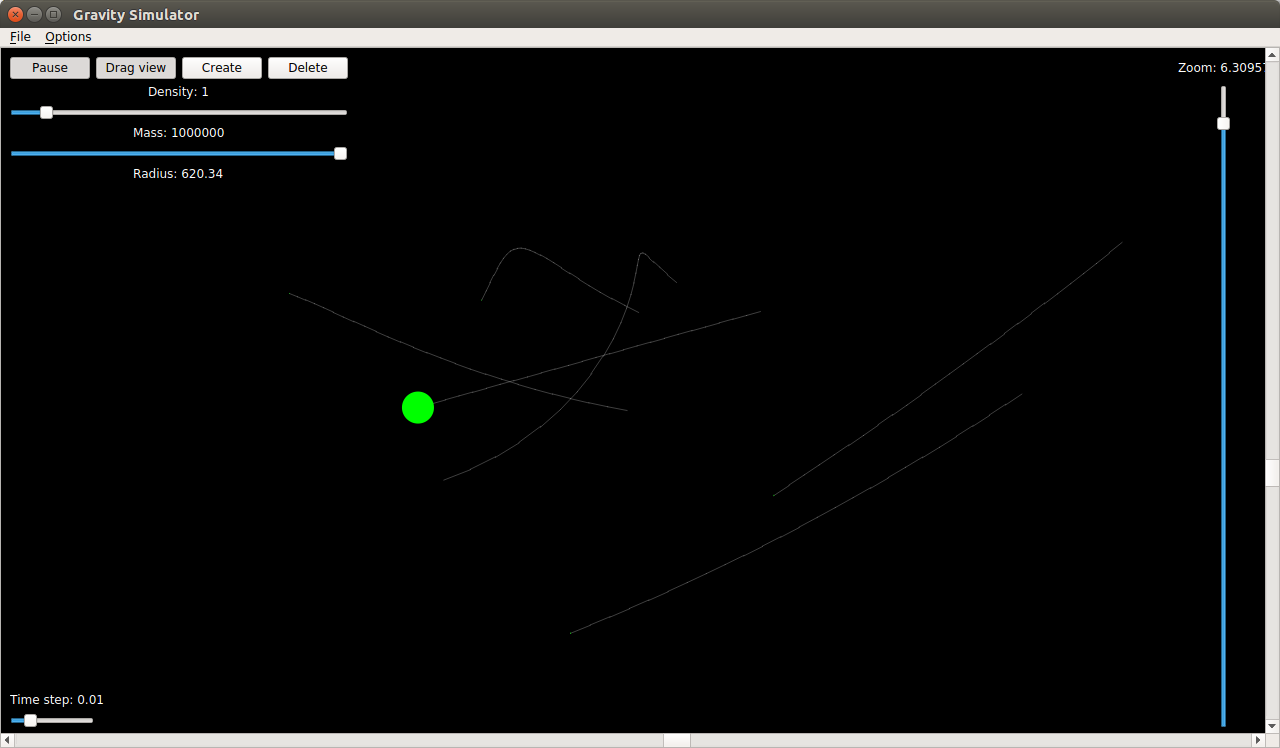 Gravity Simulator
File Options
Pause Drag view Create Delete
Zoom: 6.3095
Density: 1
Mass: 1000000
Radius: 620.34
Time step: 0.01